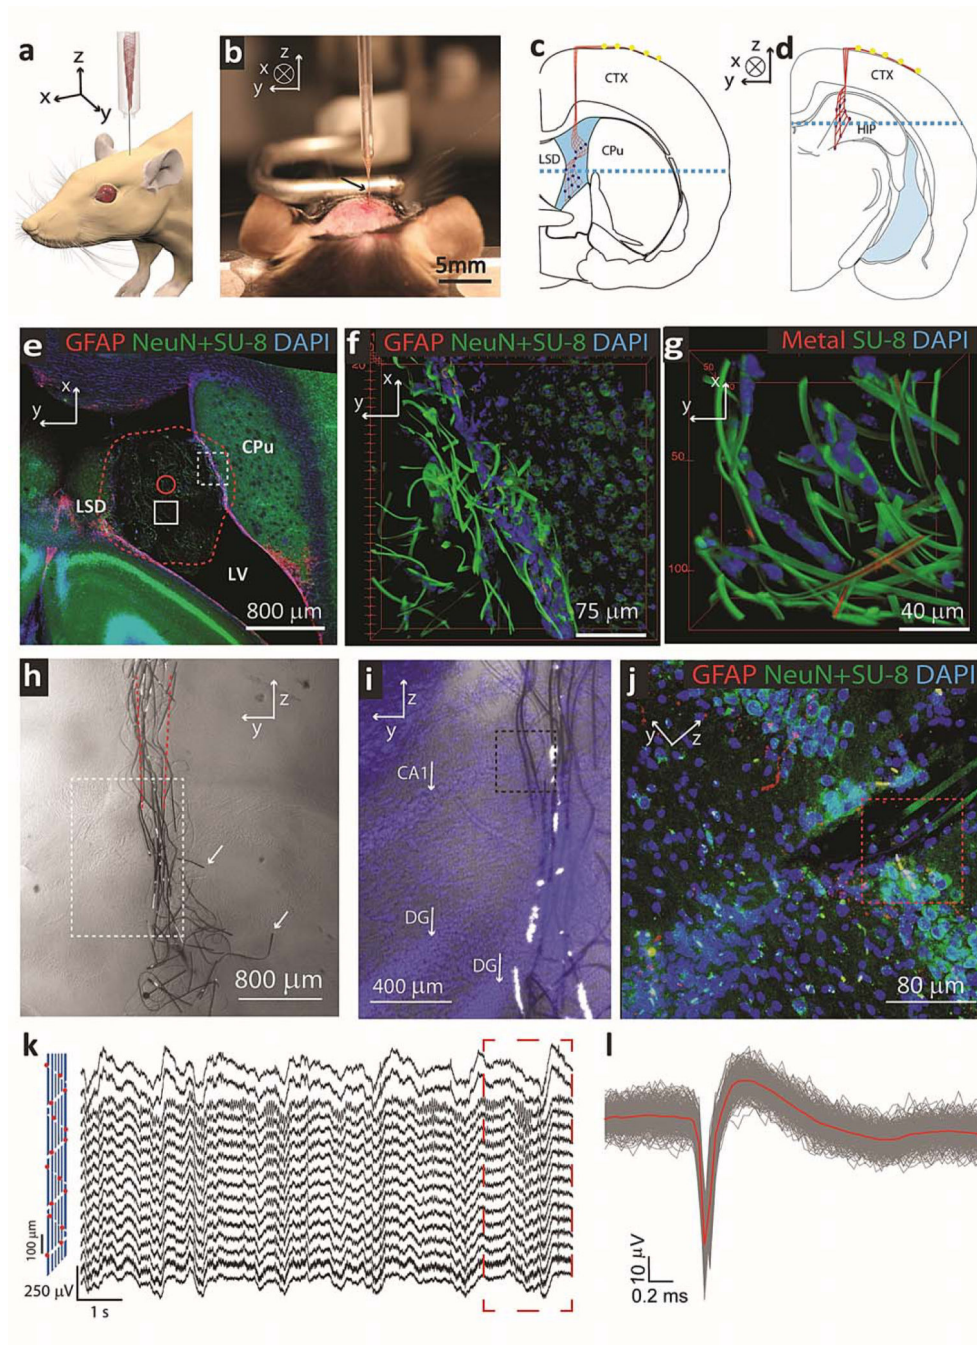 a
z
x
y
b
z
x
y
5mm
c
CTX
LSD
CPu
z
x
y
d
CTX
HIP
e
GFAP NeuN+SU-8 DAPI
x
y
CPu
LSD
LV
800 μm
f
GFAP NeuN+SU-8 DAPI
x
y
75 μm
g
Metal SU-8 DAPI
x
y
50
50
100
40 μm
h
z
y
800 μm
i
z
y
CA1
DG
DG
400 μm
j
GFAP NeuN+SU-8 DAPI
y
z
80 μm
k
100 μm
250 μV
1 s
l
10 μV
0.2 ms